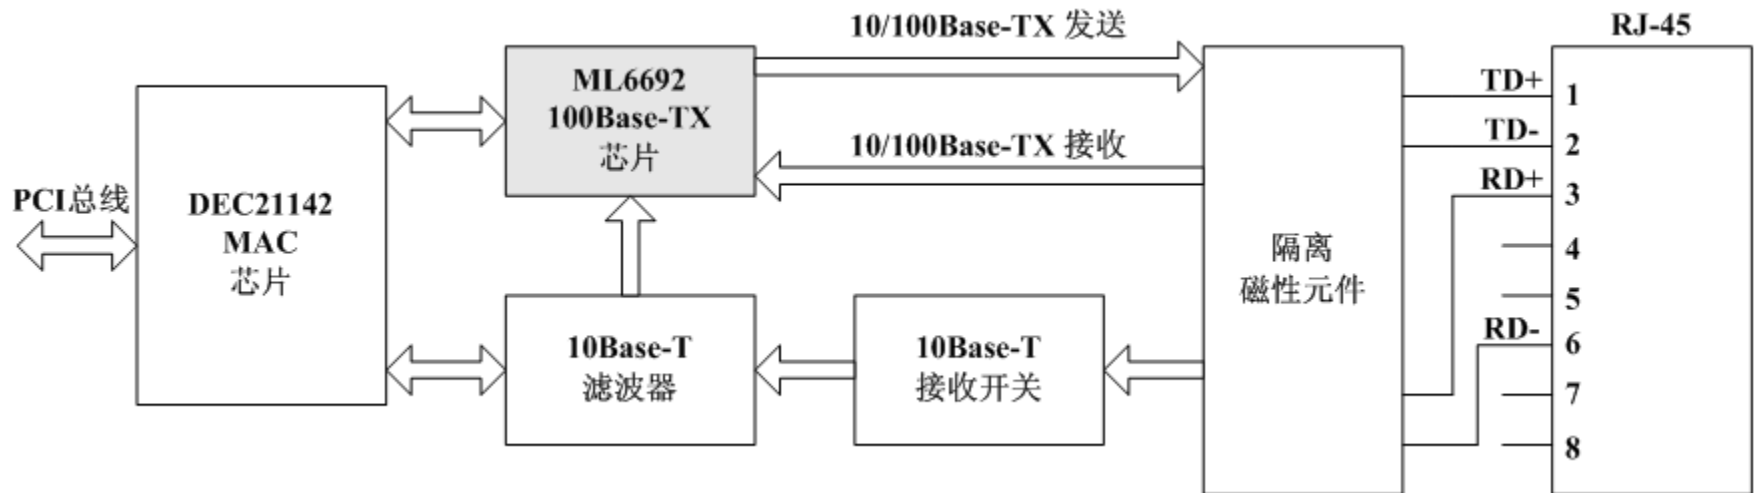 10/100Base-TX 发送
RJ-45
ML6692
100Base-TX
芯片
TD+
1
TD-
2
10/100Base-TX 接收
RD+
3
PCI总线
DEC21142
MAC
芯片
隔离
磁性元件
4
5
RD-
6
10Base-T
滤波器
10Base-T
接收开关
7
8